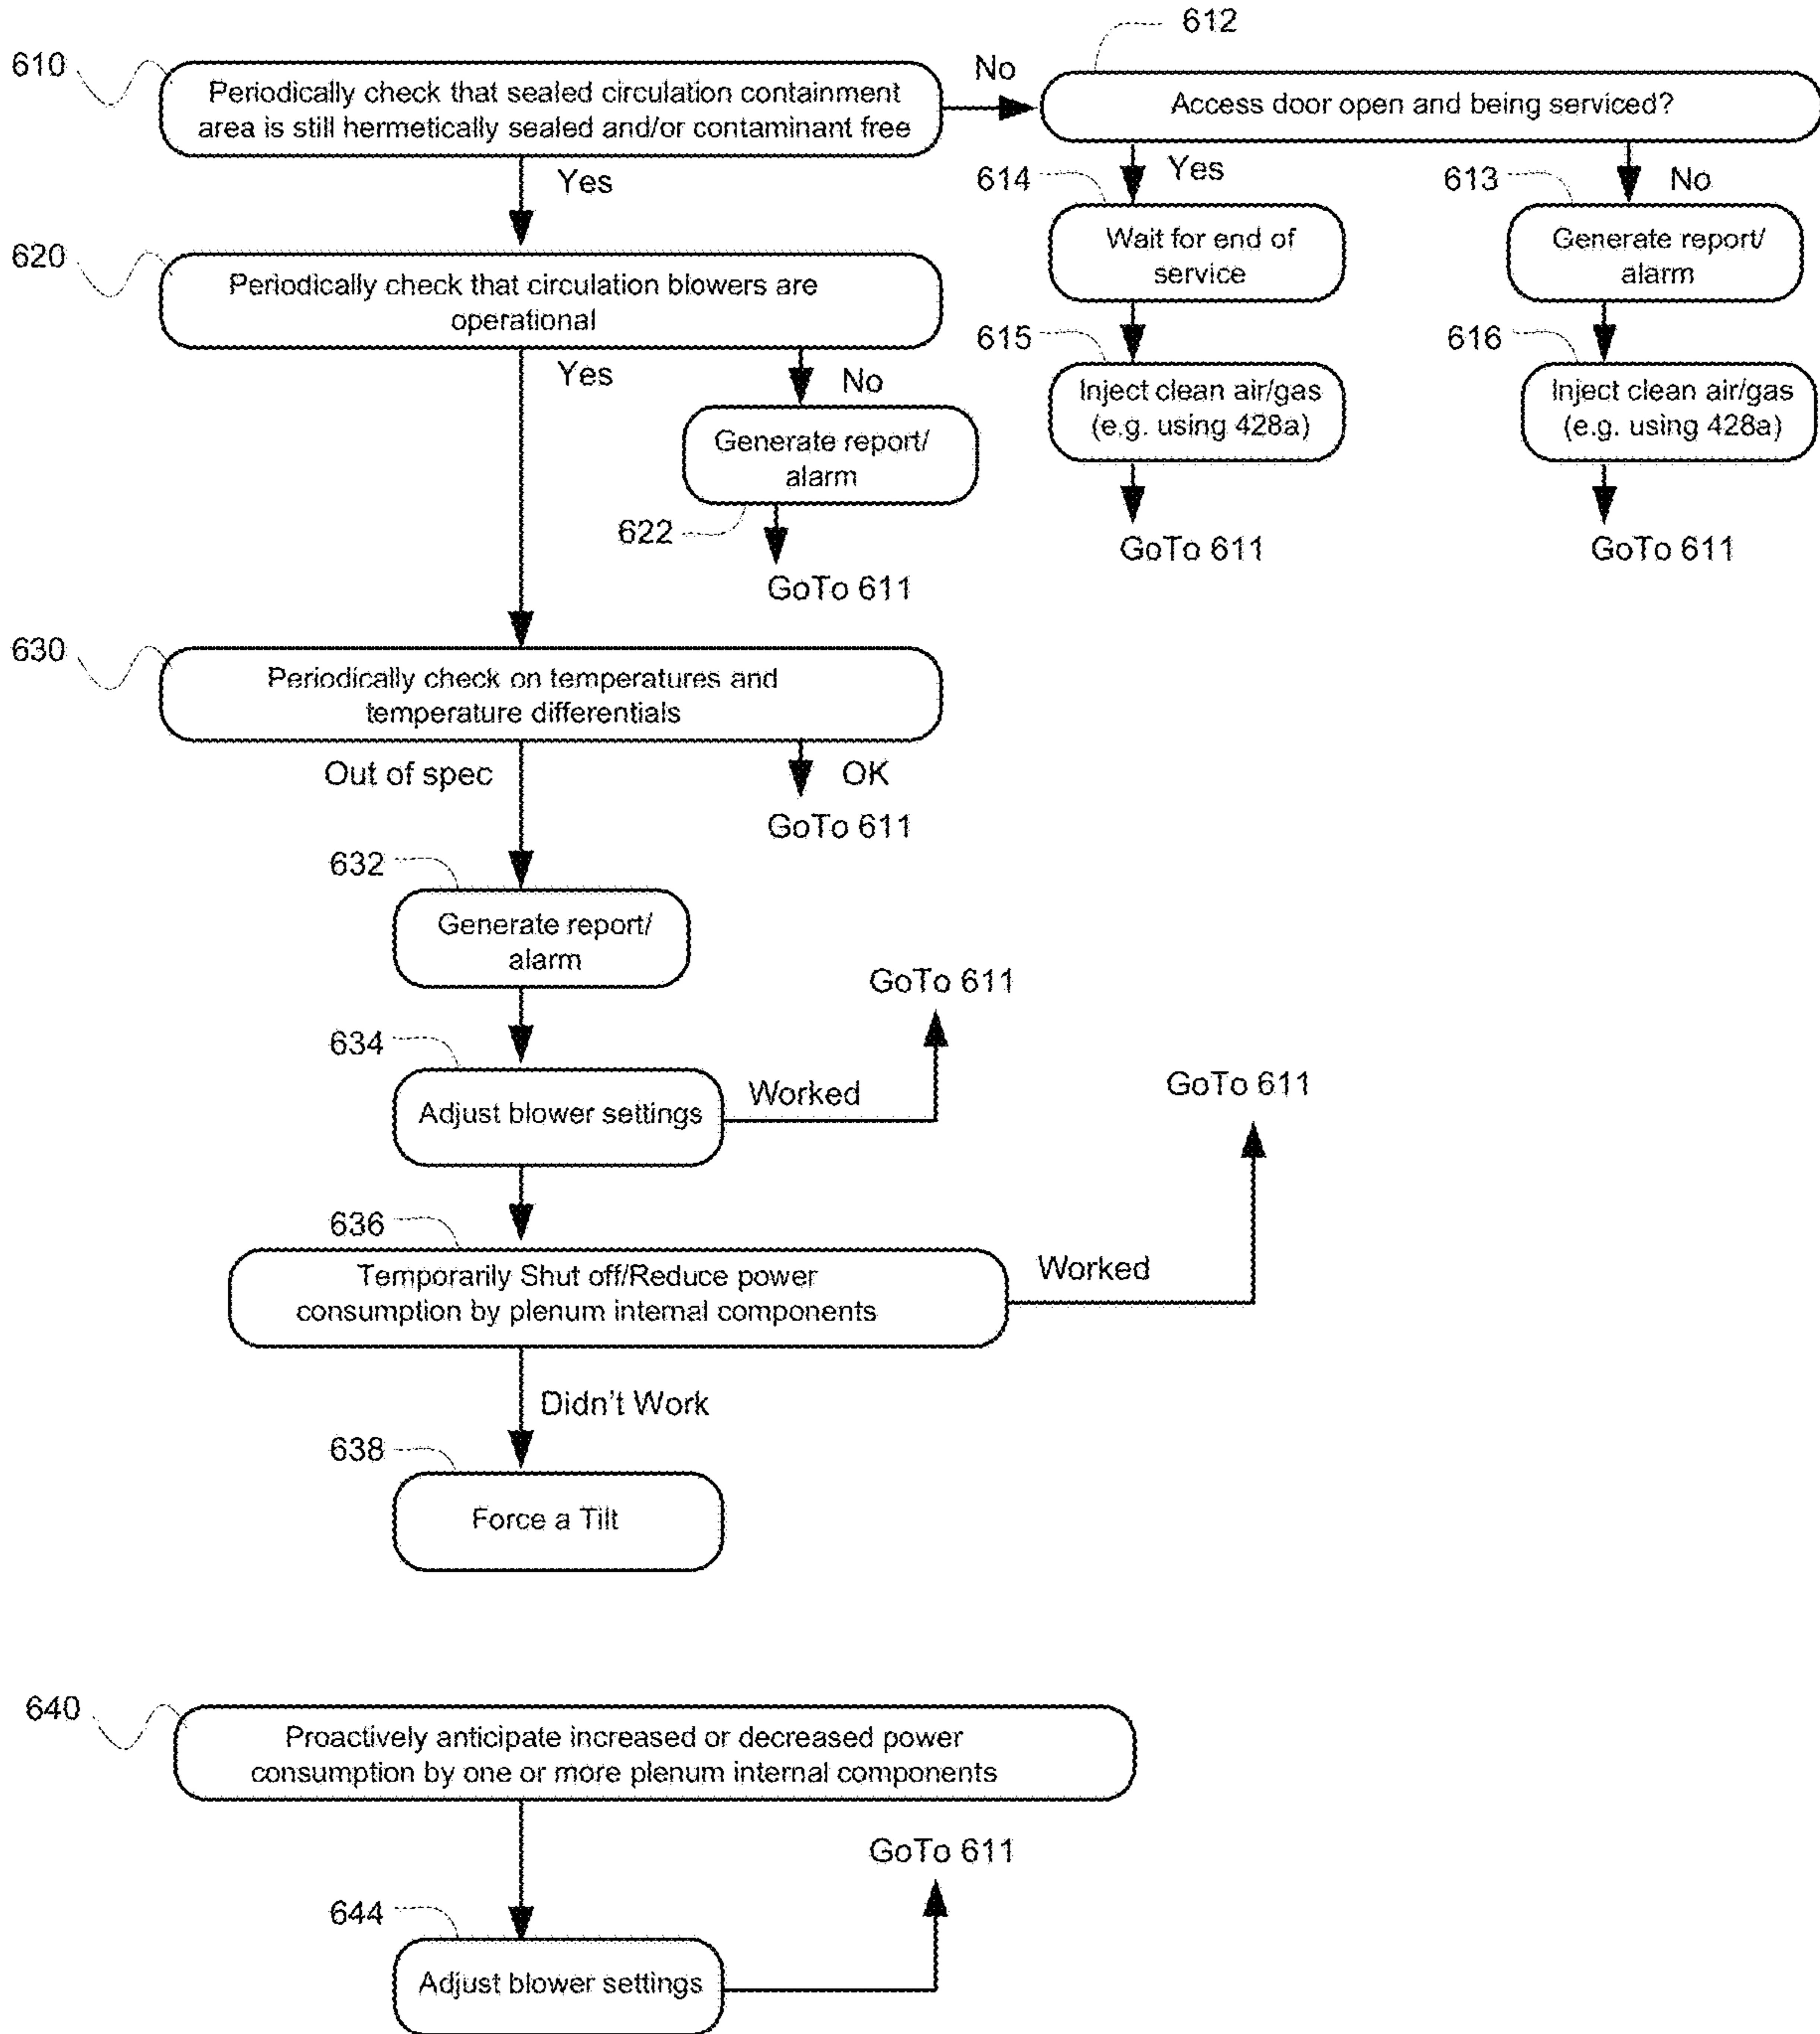 612
610
Periodically check that sealed circulation containment
area is still hermetically sealed and/or contaminant free
No
Access door open and being serviced?
Yes
614
Yes
613
No
Wait for end of
service
Generate report/
alarm
620
Periodically check that circulation blowers are
operational
615
616
Yes
No
Inject clean air/gas
(e.g. using 428a)
Inject clean air/gas
(e.g. using 428a)
Generate report/
alarm
622
GoTo 611
GoTo 611
GoTo 611
630
Periodically check on temperatures and
temperature differentials
Out of spec
OK
GoTo 611
632
Generate report/
alarm
GoTo 611
634
Adjust blower settings
Worked
GoTo 611
636
Temporarily Shut off/Reduce power
consumption by plenum internal components
Worked
Didn't Work
638
Force a Tilt
640
Proactively anticipate increased or decreased power
consumption by one or more plenum internal components
GoTo 611
644
Adjust blower settings